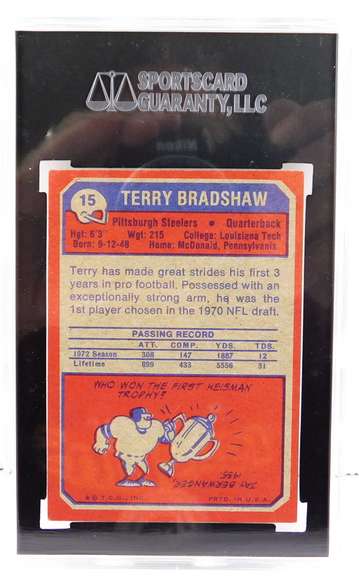 SPORTSCARD
GUARANTY, LLC
15 TERRY BRADSHAW
Pittsburgh Steelers • Quarterback
Hgt: 6'3 Wgt: 215 College: Louisiana Tech
Born: 9-12-48 Home: McDonald, Pennsylvania
Terry has made great strides his first 3
years in pro football. Possessed with an
exceptionally strong arm, he was the
1st player chosen in the 1970 NFL draft.
PASSING RECORD
ATT. COMP. YDS. TDS.
1972 Season 308 147 1887 12
Lifetime 899 433 5556 31
WHO WON THE FIRST HEISMAN
TROPHY?
JAY BERWANGER,
1935.
© T.C.G., INC. PRTD. IN U.S.A.